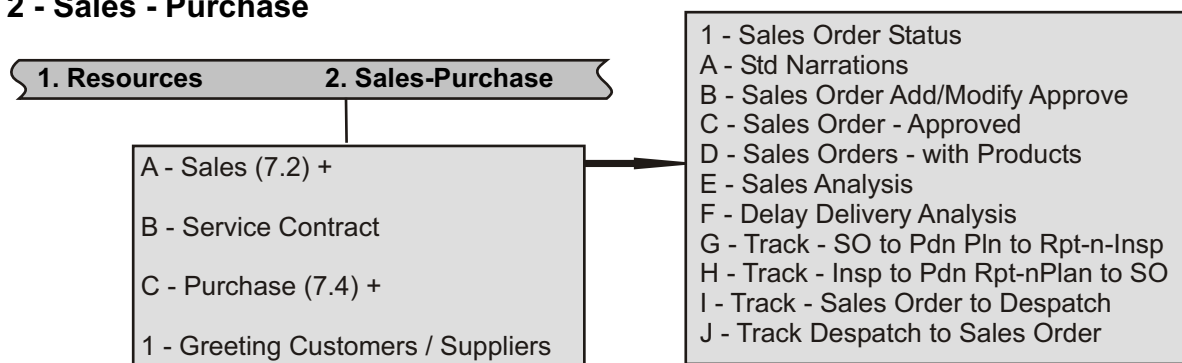 2 - Sales - Purchase
1. Resources 2. Sales-Purchase
A - Sales (7.2) +
B - Service Contract
C - Purchase (7.4) +
1 - Greeting Customers / Suppliers
1 - Sales Order Status
A - Std Narrations
B - Sales Order Add/Modify Approve
C - Sales Order - Approved
D - Sales Orders - with Products
E - Sales Analysis
F - Delay Delivery Analysis
G - Track - SO to Pdn Pln to Rpt-n-Insp
H - Track - Insp to Pdn Rpt-nPlan to SO
I - Track - Sales Order to Despatch
J - Track Despatch to Sales Order